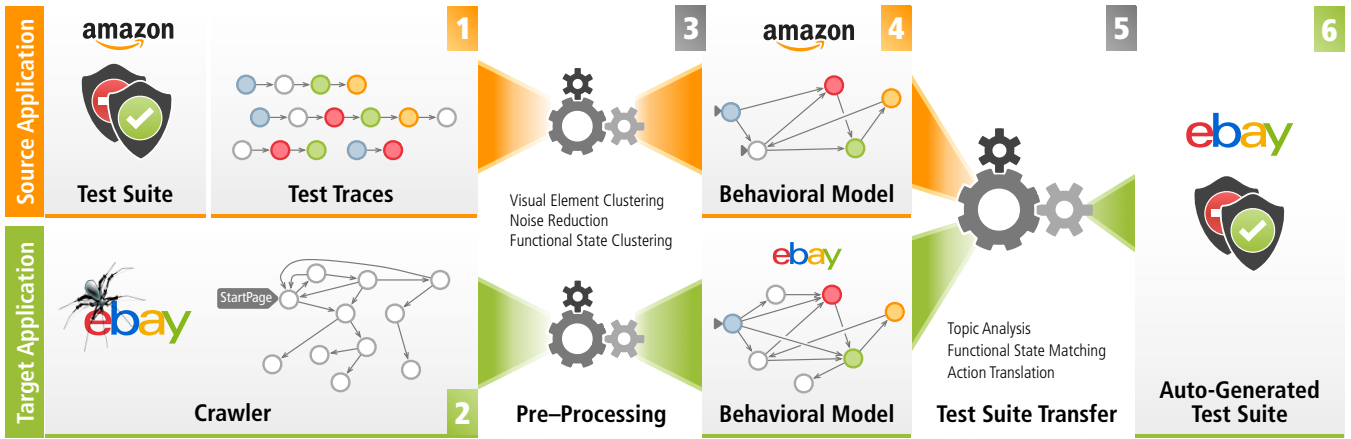 Source Application
amazon
Test Suite
1
Test Traces
Target Application
ebay
StartPage
Crawler
2
3
Visual Element Clustering
Noise Reduction
Functional State Clustering
Pre–Processing
amazon
4
Behavioral Model
ebay
Behavioral Model
5
Topic Analysis
Functional State Matching
Action Translation
Test Suite Transfer
6
ebay
Auto-Generated
Test Suite